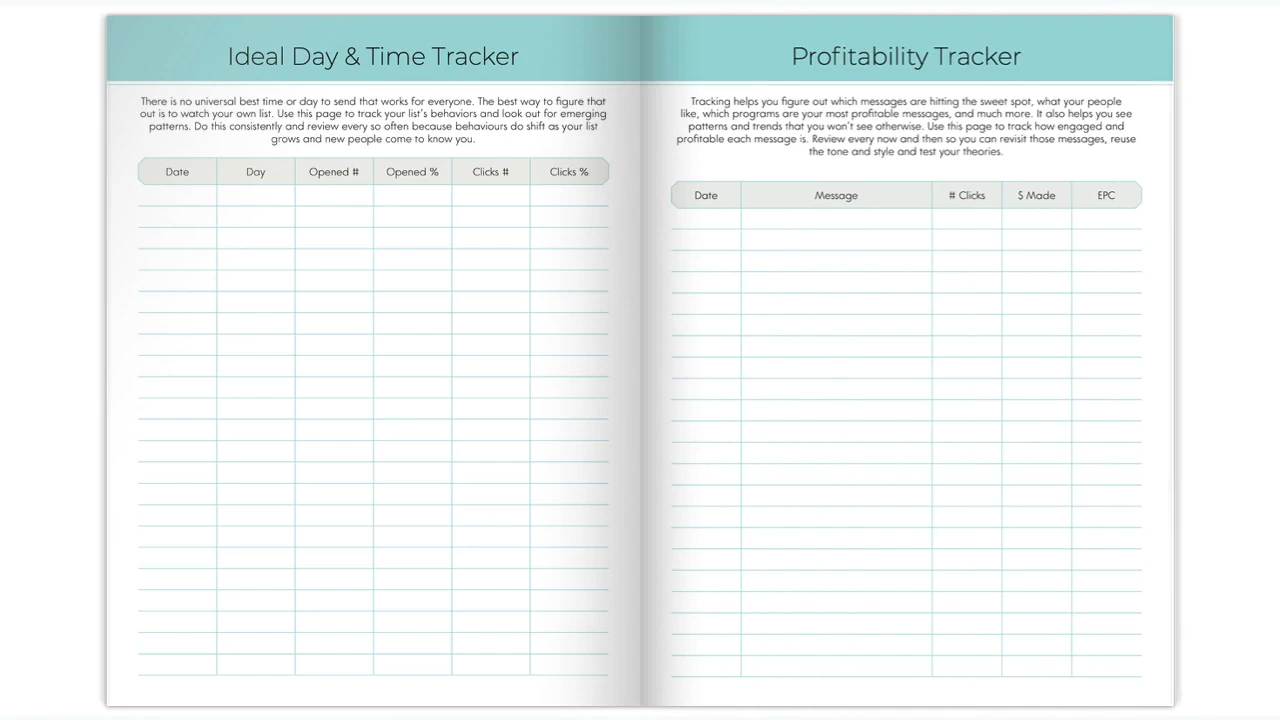 Ideal Day & Time Tracker
There is no universal best time or day to send that works for everyone. The best way to figure that
out is to watch your own list. Use this page to track your list's behaviors and look out for emerging
patterns. Do this consistently and review every so often because behaviours do shift as your list
grows and new people come to know you.
Date Day Opened # Opened % Clicks # Clicks %
Profitability Tracker
Tracking helps you figure out which messages are hitting the sweet spot, what your people
like, which programs are your most profitable messages, and much more. It also helps you see
patterns and trends that you won't see otherwise. Use this page to track how engaged and
profitable each message is. Review every now and then so you can revisit those messages, reuse
the tone and style and test your theories.
Date Message # Clicks $ Made EPC